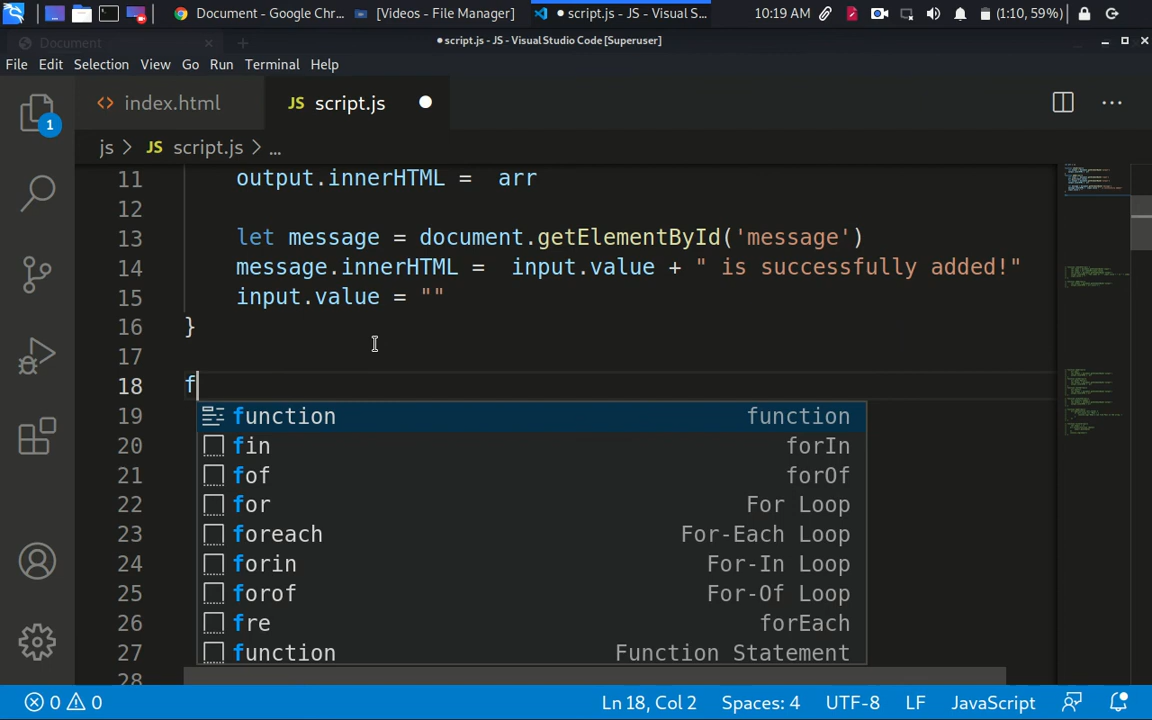 Document - Google Chr...
[Videos - File Manager]
script.js - JS - Visual S...
10:19 AM
(1:10, 59%)
Document
script.js - JS - Visual Studio Code [Superuser]
File Edit Selection View Go Run Terminal Help
1
index.html
JS script.js
js > JS script.js > ...
11 output.innerHTML = arr
12
13 let message = document.getElementById('message')
14 message.innerHTML = input.value + " is successfully added!"
15 input.value = ""
16 }
17
18 f
19 function function
20 fin forIn
21 fof forOf
22 for For Loop
23 foreach For-Each Loop
24 forin For-In Loop
25 forof For-Of Loop
26 fre forEach
27 function Function Statement
28
0 0 Ln 18, Col 2 Spaces: 4 UTF-8 LF JavaScript